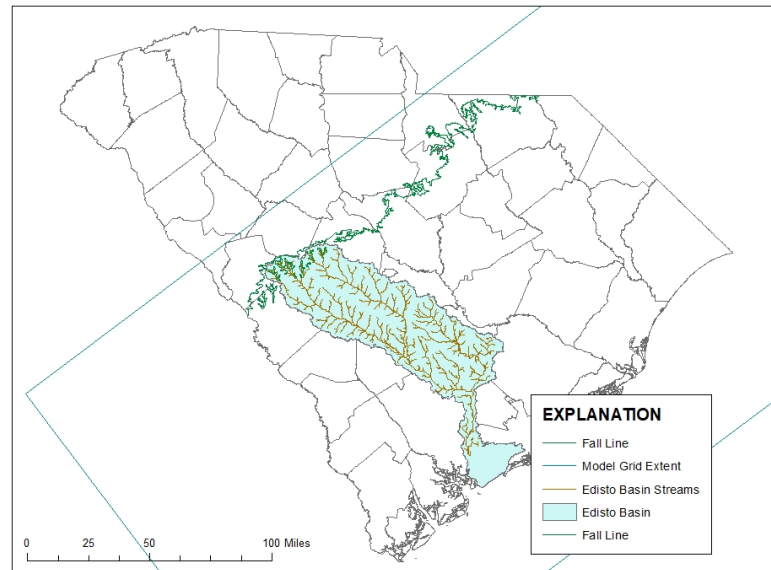 EXPLANATION
Fall Line
Model Grid Extent
Edisto Basin Streams
Edisto Basin
Fall Line
0 25 50 100 Miles